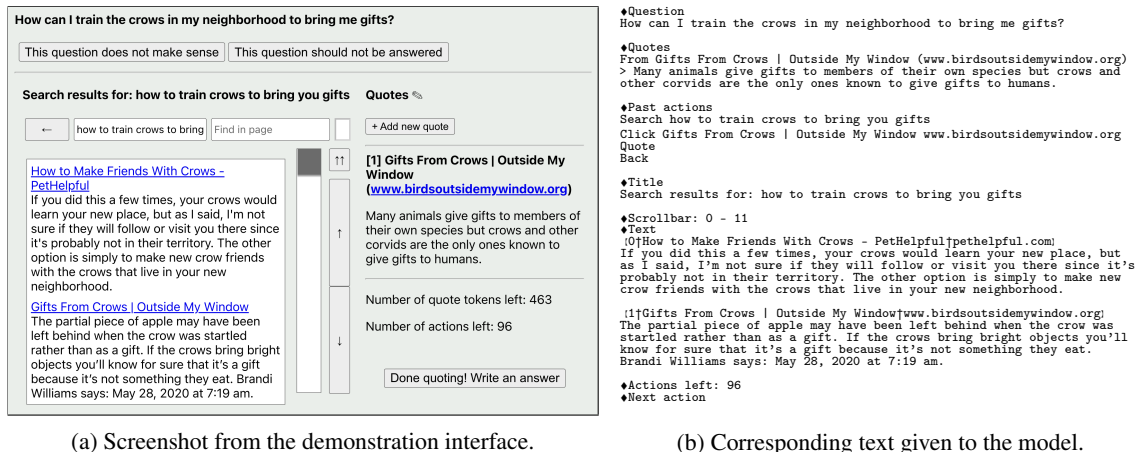 How can I train the crows in my neighborhood to bring me gifts?
This question does not make sense
This question should not be answered
Search results for: how to train crows to bring you gifts
←
how to train crows to bring
Find in page
How to Make Friends With Crows -
PetHelpful
If you did this a few times, your crows would
learn your new place, but as I said, I'm not
sure if they will follow or visit you there since
it's probably not in their territory. The other
option is simply to make new crow friends
with the crows that live in your new
neighborhood.
Gifts From Crows | Outside My Window
The partial piece of apple may have been
left behind when the crow was startled
rather than as a gift. If the crows bring bright
objects you'll know for sure that it's a gift
because it's not something they eat. Brandi
Williams says: May 28, 2020 at 7:19 am.
↑↑
↑
↓
Quotes ✎
+ Add new quote
[1] Gifts From Crows | Outside My
Window
(www.birdsoutsidemywindow.org)
Many animals give gifts to members of
their own species but crows and other
corvids are the only ones known to
give gifts to humans.
Number of quote tokens left: 463
Number of actions left: 96
Done quoting! Write an answer
(a) Screenshot from the demonstration interface.
♦Question
How can I train the crows in my neighborhood to bring me gifts?
♦Quotes
From Gifts From Crows | Outside My Window (www.birdsoutsidemywindow.org)
> Many animals give gifts to members of their own species but crows and
other corvids are the only ones known to give gifts to humans.
♦Past actions
Search how to train crows to bring you gifts
Click Gifts From Crows | Outside My Window www.birdsoutsidemywindow.org
Quote
Back
♦Title
Search results for: how to train crows to bring you gifts
♦Scrollbar: 0 - 11
♦Text
【0†How to Make Friends With Crows - PetHelpful†pethelpful.com】
If you did this a few times, your crows would learn your new place, but
as I said, I'm not sure if they will follow or visit you there since it's
probably not in their territory. The other option is simply to make new
crow friends with the crows that live in your new neighborhood.
【1†Gifts From Crows | Outside My Window†www.birdsoutsidemywindow.org】
The partial piece of apple may have been left behind when the crow was
startled rather than as a gift. If the crows bring bright objects you'll
know for sure that it's a gift because it's not something they eat.
Brandi Williams says: May 28, 2020 at 7:19 am.
♦Actions left: 96
♦Next action
(b) Corresponding text given to the model.